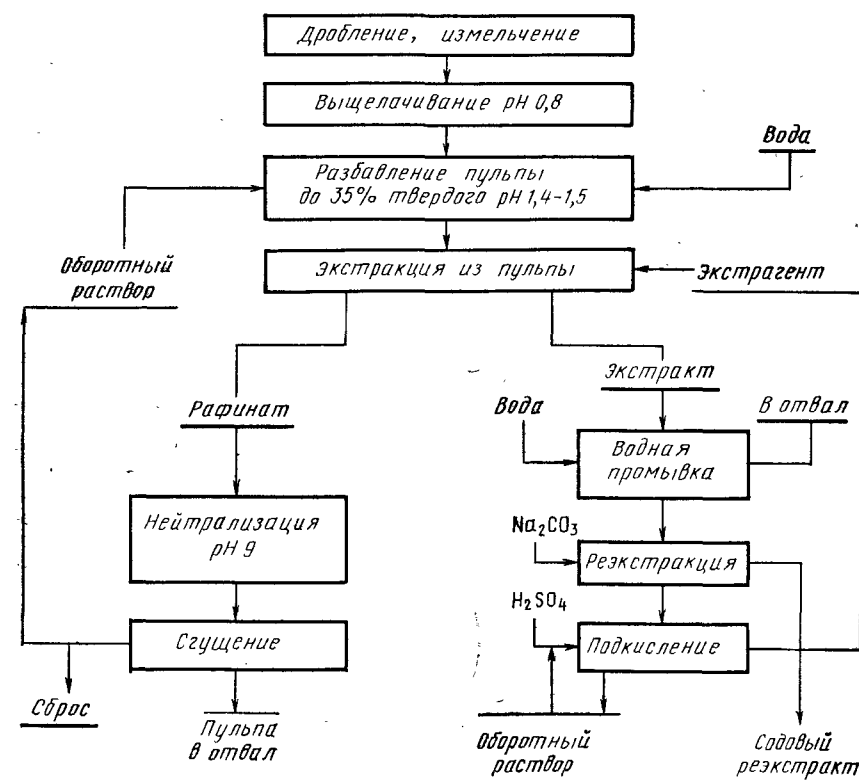 Дробление, измельчение
Выщелачивание pH 0,8
Вода
Разбавление пульпы
до 35% твердого pH 1,4-1,5
Оборотный
раствор
Экстракция из пульпы
Экстрагент
Рафинат
Экстракт
Вода
В отвал
Водная
промывка
Нейтрализация
pH 9
Na₂CO₃
Реэкстракция
H₂SO₄
Сгущение
Подкисление
Сброс
Пульпа
в отвал
Оборотный
раствор
Содовый
реэкстракт